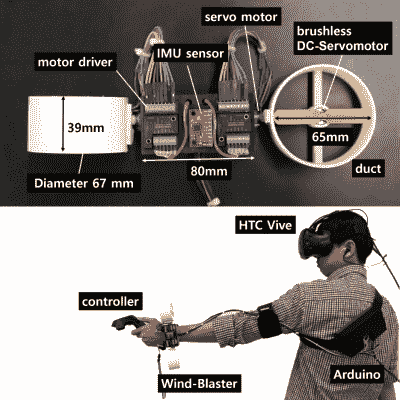 servo motor
brushless
DC-Servomotor
IMU sensor
motor driver
39mm
65mm
80mm
duct
Diameter 67 mm
HTC Vive
controller
Wind-Blaster
Arduino